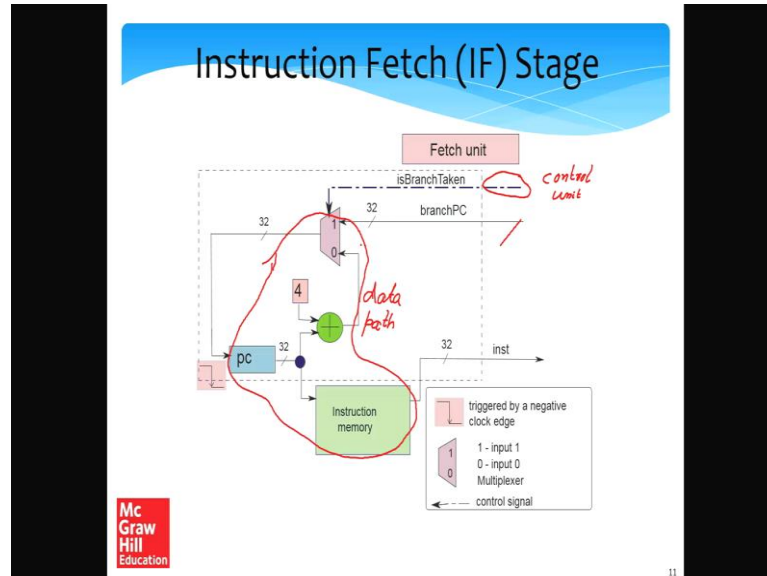 Instruction Fetch (IF) Stage
Fetch unit
isBranchTaken
control
unit
32
branchPC
32
1
0
4
data
path
pc
32
32
inst
Instruction
memory
triggered by a negative
clock edge
1
0
1 - input 1
0 - input 0
Multiplexer
control signal
Mc
Graw
Hill
Education
11